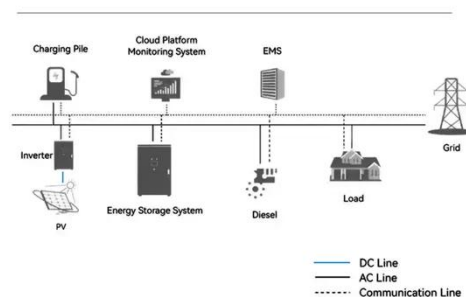 Charging Pile
Cloud Platform
Monitoring System
EMS
Grid
Inverter
PV
Energy Storage System
Diesel
Load
DC Line
AC Line
Communication Line